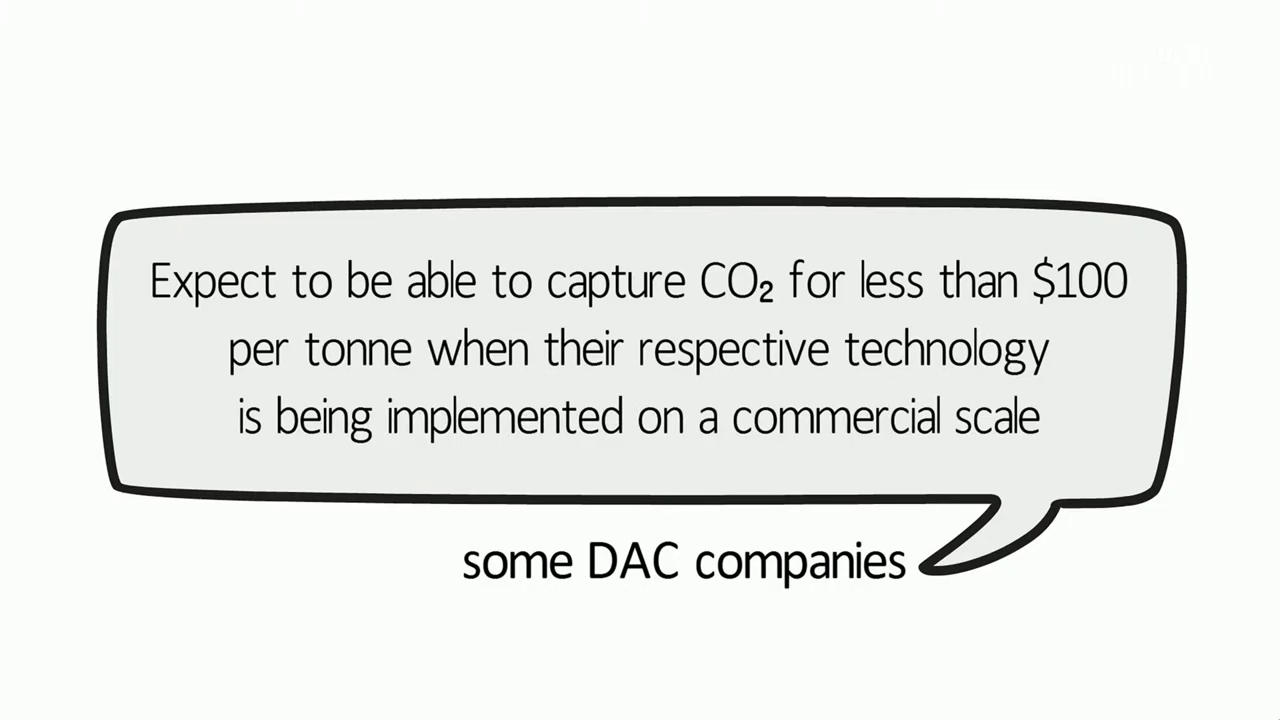 Expect to be able to capture CO₂ for less than $100
per tonne when their respective technology
is being implemented on a commercial scale
some DAC companies